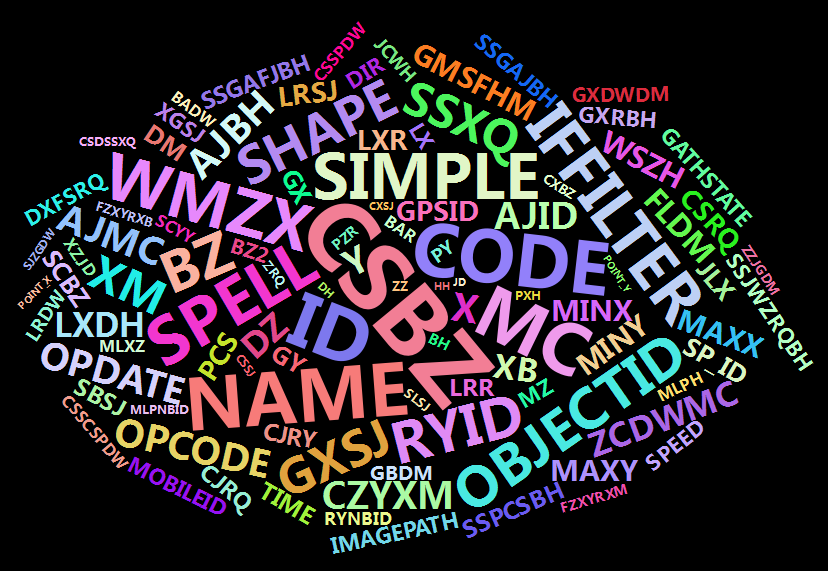 CSSPDW
JCWH
SSGAJBH
SSGAFJBH
DIR
GMSFHM
LRSJ
BADW
XGSJ
SHAPE
SSXQ
GXDWDM
GXRBH
CSDSSXQ
DM
AJBH
LXR
LX
IFFILTER
WSZH
GATHSTATE
WMZX
GX
SIMPLE
CXBZ
DXFSRQ
FZXYRXB
CXSJ
GPSID
AJID
FLDM
CSRQ
SJZGDW
AJMC
SCYY
PZR
BAR
CSBZ
CODE
SCBZ
XZJD
BZ
BZ2
ZRQ
Y
PY
POINT_Y
JLX
SSJWZRQBH
ZZJGDM
POINT_X
XM
SPELL
DH
ZZ
HH
JD
PXH
LRDW
LXDH
ID
X
MC
MINX
MAXX
MLXZ
DZ
BH
MINY
OPDATE
PCS
GY
CSSJ
XB
SP_ID
SBSJ
NAME
SLSJ
LRR
MZ
OBJECTID
MLPH
\
MLPNBID
CSSCSPDW
OPCODE
CJRY
GXSJ
RYID
ZCDWMC
SPEED
MOBILEID
CJRQ
GBDM
MAXY
TIME
CZYXM
SSPCSBH
FZXYRXM
RYNBID
IMAGEPATH